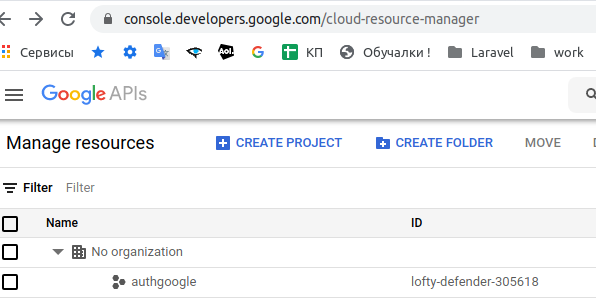 console.developers.google.com/cloud-resource-manager
Сервисы AOL. G КП Обучалки ! Laravel work
Google APIs
Manage resources CREATE PROJECT CREATE FOLDER MOVE
Filter Filter
Name ID
No organization
authgoogle lofty-defender-305618